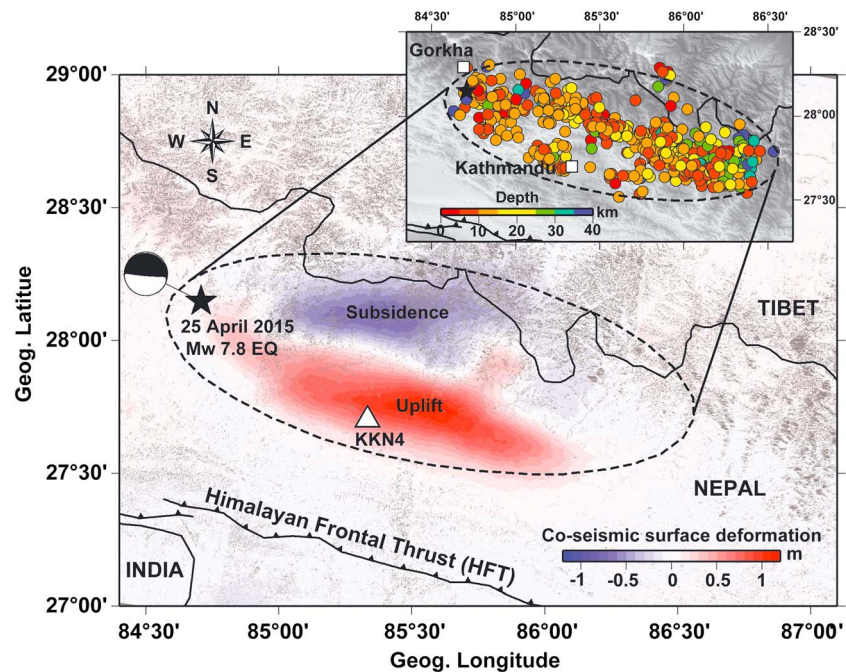 84°30' 85°00' 85°30' 86°00' 86°30'
28°30'
28°00'
27°30'
Gorkha
Kathmandu
Depth
km
0 10 20 30 40
29°00'
28°30'
28°00'
27°30'
27°00'
Geog. Latitue
N
W E
S
Subsidence
25 April 2015
Mw 7.8 EQ
Uplift
KKN4
TIBET
NEPAL
INDIA
Himalayan Frontal Thrust (HFT)
Co-seismic surface deformation
m
-1 -0.5 0 0.5 1
84°30' 85°00' 85°30' 86°00' 86°30' 87°00'
Geog. Longitude